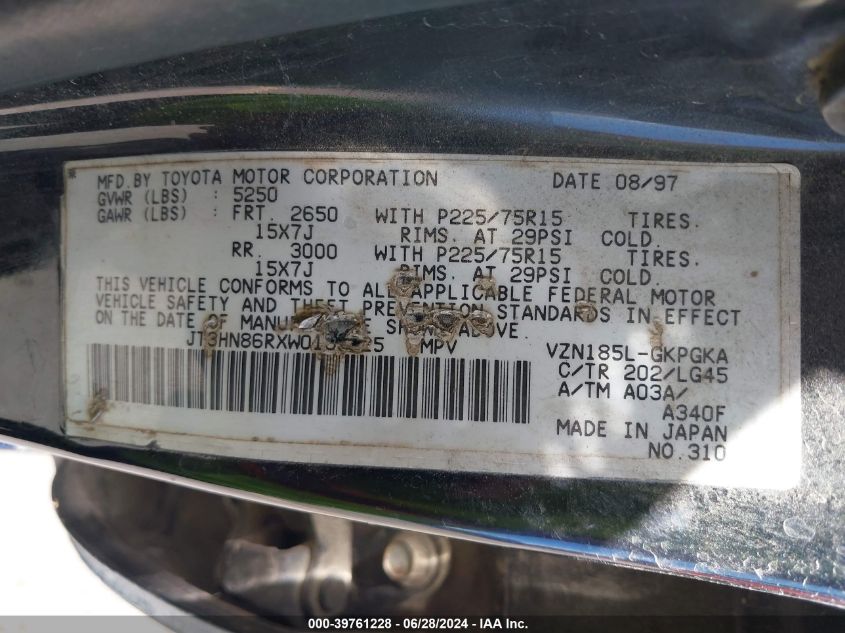 MFD.BY TOYOTA MOTOR CORPORATION DATE 08/97
GVWR (LBS) : 5250
GAWR (LBS) : FRT. 2650 WITH P225/75R15 TIRES.
15X7J RIMS. AT 29PSI COLD.
RR. 3000 WITH P225/75R15 TIRES.
15X7J RIMS. AT 29PSI COLD.
THIS VEHICLE CONFORMS TO ALL APPLICABLE FEDERAL MOTOR
VEHICLE SAFETY AND THEFT PREVENTION STANDARDS IN EFFECT
ON THE DATE OF SHOWN ABOVE
MPV VZN185L-GKPGKA
C/TR 202/LG45
A/TM A03A/
A340F
MADE IN JAPAN
NO.310
000-39761228 - 06/28/2024 - IAA Inc.